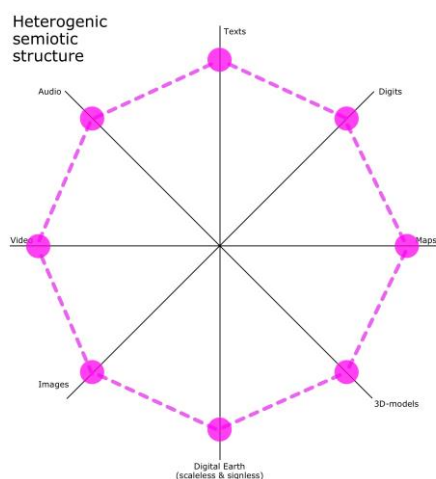 Heterogenic
semiotic
structure
Texts
Audio
Digits
Video
Maps
Images
3D-models
Digital Earth
(scaleless & signless)